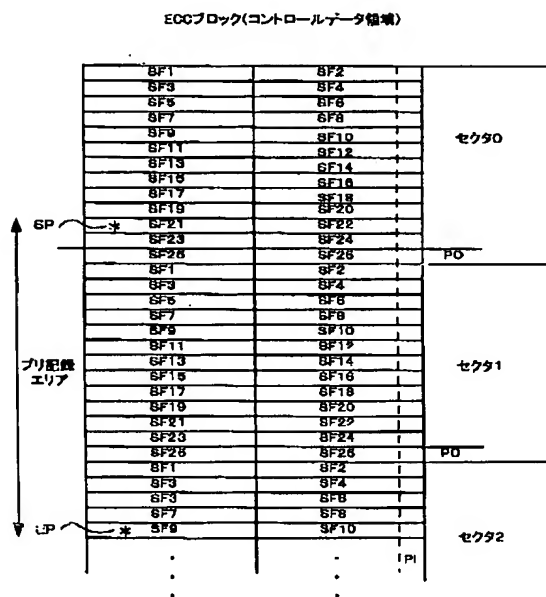 ECCブロック(コントロールデータ領域)
SF1 SF2
SF3 SF4
SF5 SF6
SF7 SF8
SF9 SF10
SF11 SF12
SF13 SF14
SF15 SF16
SF17 SF18
SF19 SF20
SP * SF21 SF22
SF23 SF24
SF25 SF26 PO
セクタ0
SF1 SF2
SF3 SF4
SF5 SF6
SF7 SF8
SF9 SF10
SF11 SF12
SF13 SF14
SF15 SF16
SF17 SF18
SF19 SF20
SF21 SF22
SF23 SF24
SF25 SF26 PO
セクタ1
プリ記録
エリア
SF1 SF2
SF3 SF4
SF3 SF6
SF7 SF8
EP * SF9 SF10
セクタ2
PI